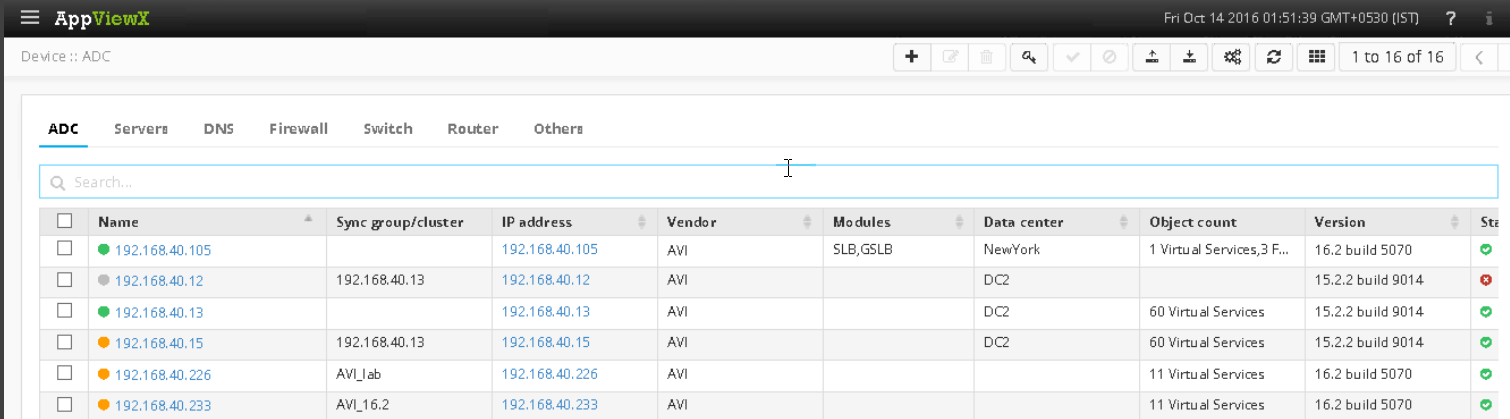 AppViewX Fri Oct 14 2016 01:51:39 GMT+0530 (IST) ? i
Device :: ADC 1 to 16 of 16
ADC Servers DNS Firewall Switch Router Others
Search...
Name Sync group/cluster IP address Vendor Modules Data center Object count Version Sta
192.168.40.105 192.168.40.105 AVI SLB,GSLB NewYork 1 Virtual Services,3 F... 16.2 build 5070
192.168.40.12 192.168.40.13 192.168.40.12 AVI DC2 15.2.2 build 9014
192.168.40.13 192.168.40.13 AVI DC2 60 Virtual Services 15.2.2 build 9014
192.168.40.15 192.168.40.13 192.168.40.15 AVI DC2 60 Virtual Services 15.2.2 build 9014
192.168.40.226 AVI_lab 192.168.40.226 AVI 11 Virtual Services 16.2 build 5070
192.168.40.233 AVI_16.2 192.168.40.233 AVI 11 Virtual Services 16.2 build 5070